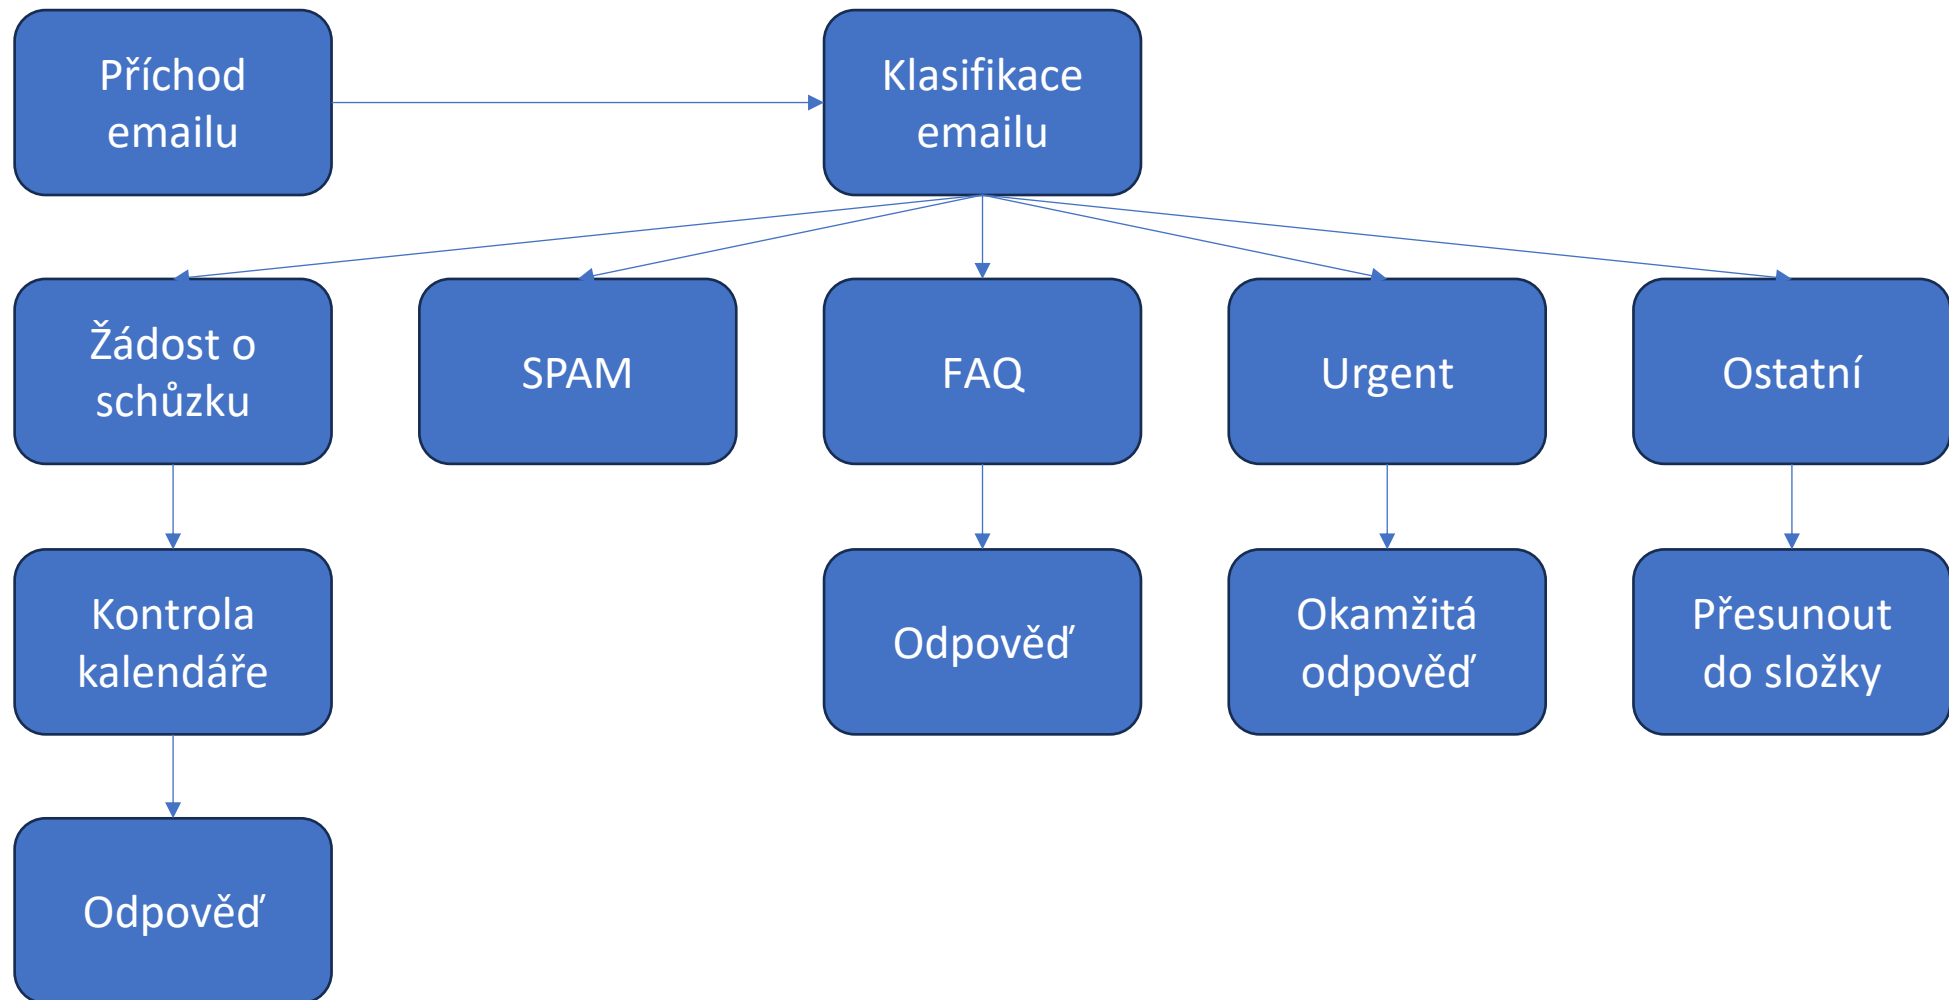 Příchod
emailu
Klasifikace
emailu
Žádost o
schůzku
SPAM
FAQ
Urgent
Ostatní
Kontrola
kalendáře
Odpověď
Okamžitá
odpověď
Přesunout
do složky
Odpověď